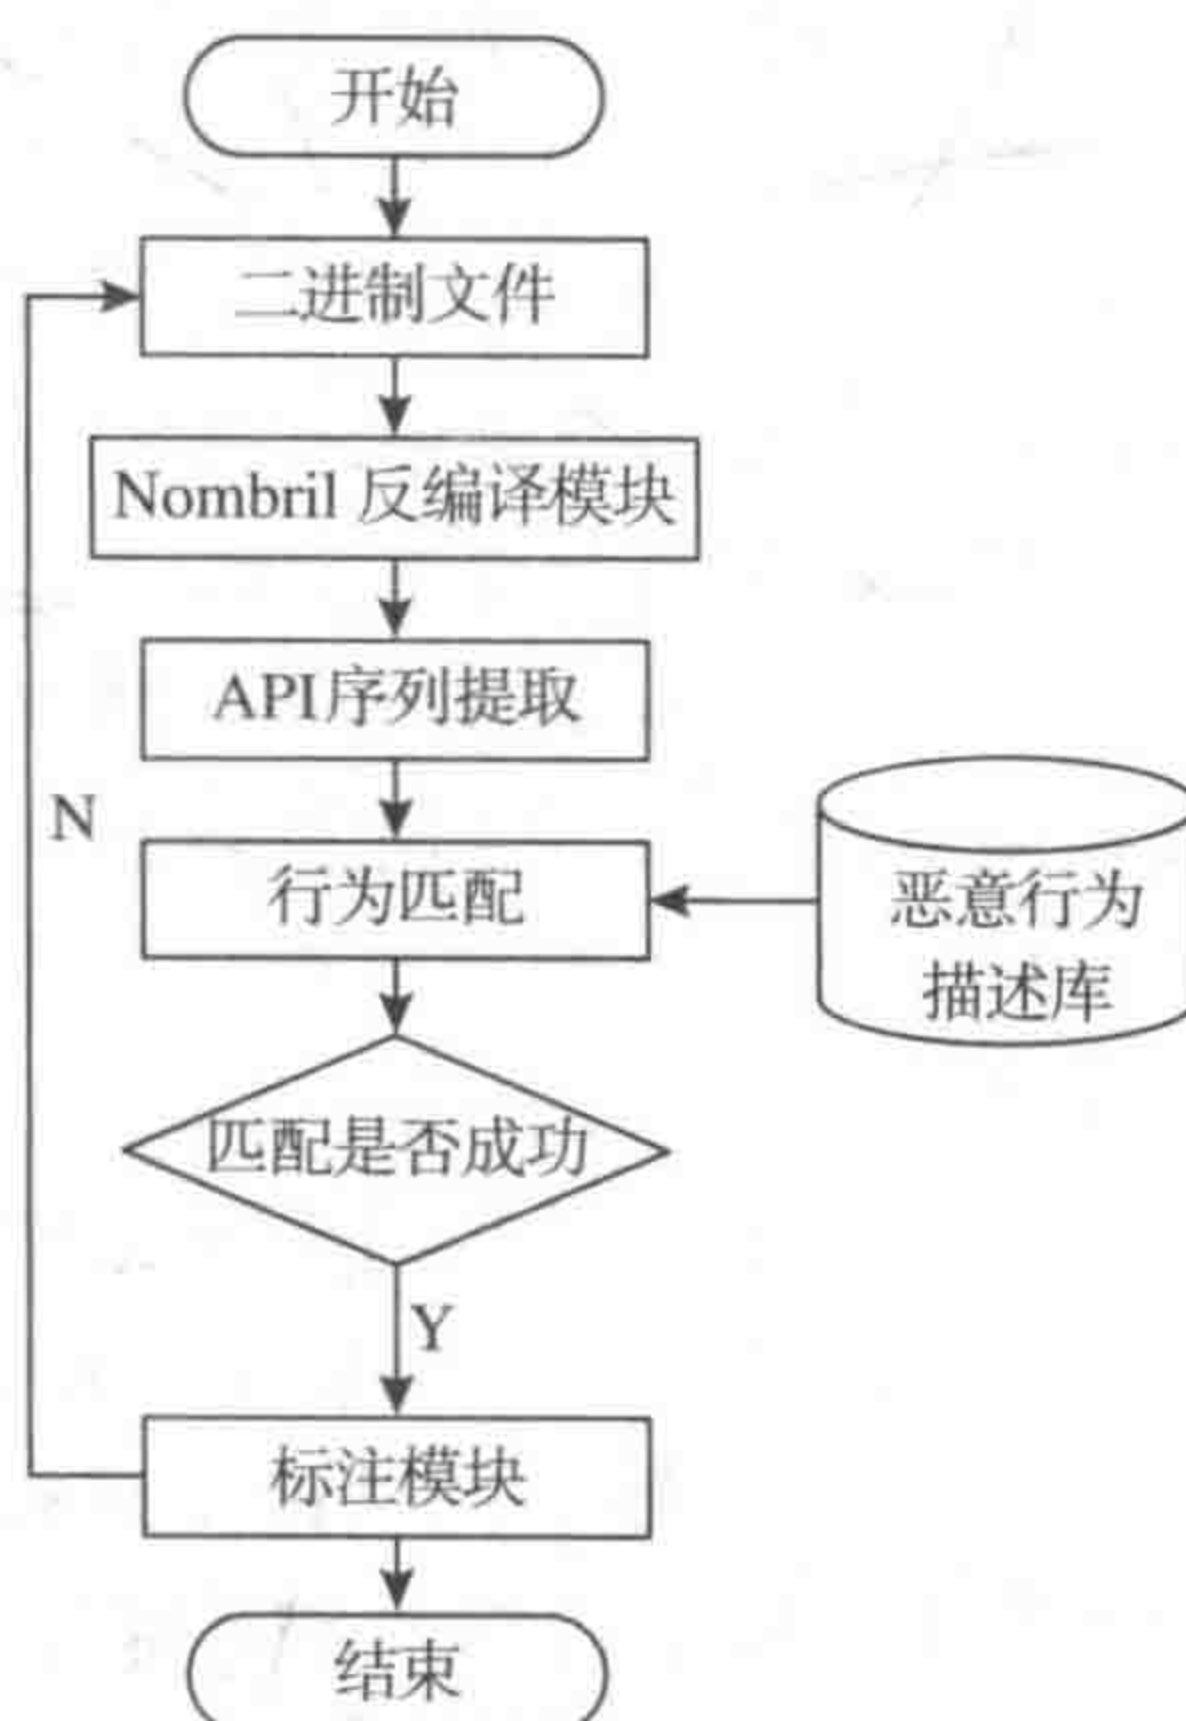 开始
二进制文件
Nombril 反编译模块
API序列提取
N
行为匹配
恶意行为
描述库
匹配是否成功
Y
标注模块
结束